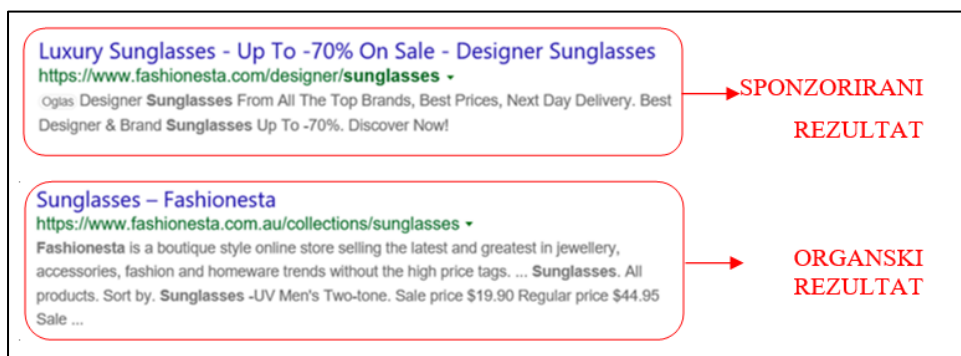 Luxury Sunglasses - Up To -70% On Sale - Designer Sunglasses
https://www.fashionesta.com/designer/sunglasses
Oglas Designer Sunglasses From All The Top Brands, Best Prices, Next Day Delivery. Best
Designer & Brand Sunglasses Up To -70%. Discover Now!
SPONZORIRANI
REZULTAT
Sunglasses – Fashionesta
https://www.fashionesta.com.au/collections/sunglasses
Fashionesta is a boutique style online store selling the latest and greatest in jewellery,
accessories, fashion and homeware trends without the high price tags. ... Sunglasses. All
products. Sort by. Sunglasses -UV Men's Two-tone. Sale price $19.90 Regular price $44.95
Sale ...
ORGANSKI
REZULTAT